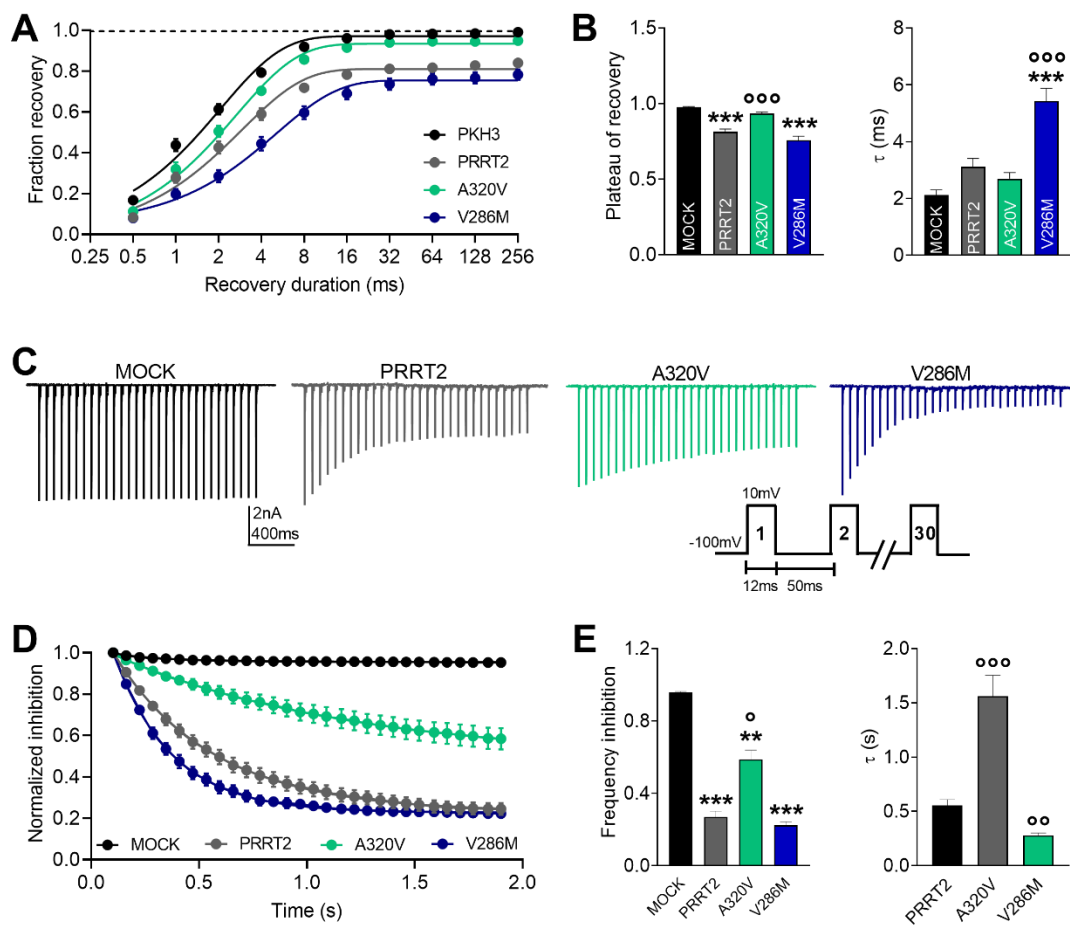 A
Fraction recovery
1.0
0.8
0.6
0.4
0.2
0.0
0.25 0.5 1 2 4 8 16 32 64 128 256
Recovery duration (ms)
PKH3
PRRT2
A320V
V286M
B
Plateau of recovery
1.5
1.0
0.5
0.0
***
°°°
***
MOCK
PRRT2
A320V
V286M
τ (ms)
8
6
4
2
0
°°°
***
MOCK
PRRT2
A320V
V286M
C
MOCK
PRRT2
A320V
V286M
2nA
400ms
10mV
-100mV
1
2
30
12ms
50ms
D
Normalized inhibition
1.0
0.8
0.6
0.4
0.2
0.0
MOCK PRRT2 A320V V286M
0.0 0.5 1.0 1.5 2.0
Time (s)
E
Frequency inhibition
1.2
0.9
0.6
0.3
0.0
***
°
**
***
MOCK
PRRT2
A320V
V286M
τ (s)
2.0
1.5
1.0
0.5
0.0
°°°
°°
PRRT2
A320V
V286M